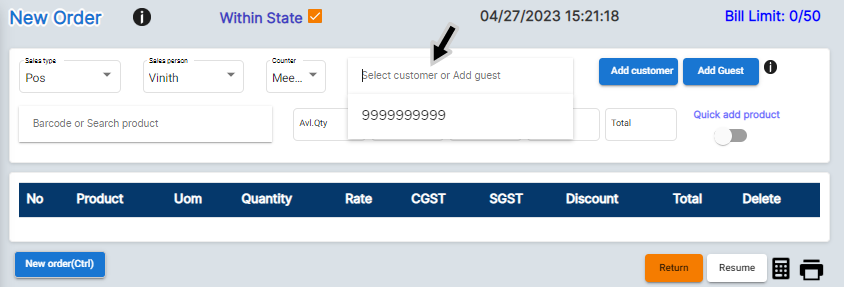 New Order
Within State
04/27/2023 15:21:18
Bill Limit: 0/50
Sales type
Pos
Sales person
Vinith
Counter
Mee...
Select customer or Add guest
Add customer
Add Guest
9999999999
Barcode or Search product
Avl.Qty
Total
Quick add product
No Product Uom Quantity Rate CGST SGST Discount Total Delete
New order(Ctrl)
Return
Resume